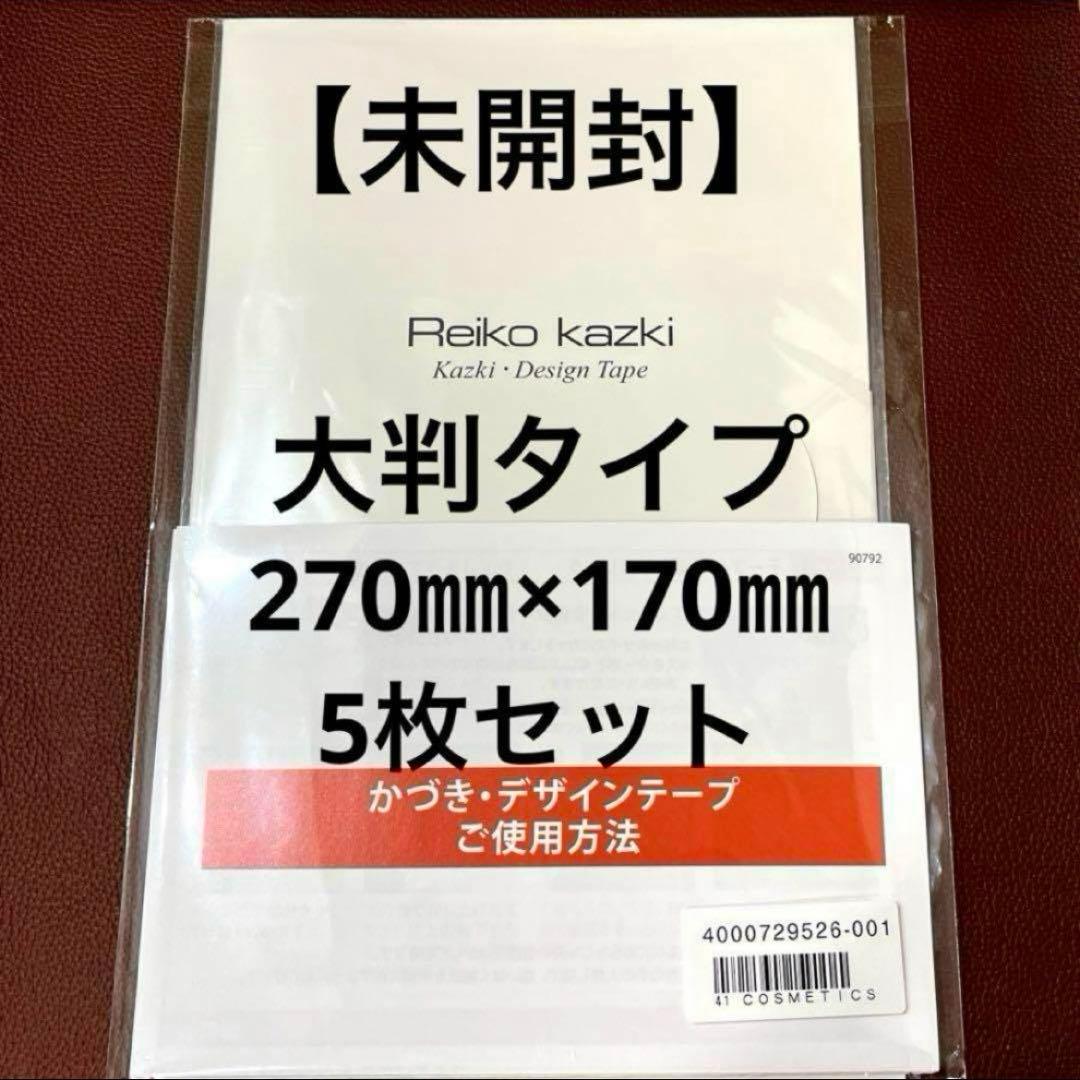 【未開封】
Reiko kazki
Kazki・Design Tape
大判タイプ
90792
270㎜×170㎜
5枚セット
かづき・デザインテープ
ご使用方法
4000729526-001
41 COSMETICS